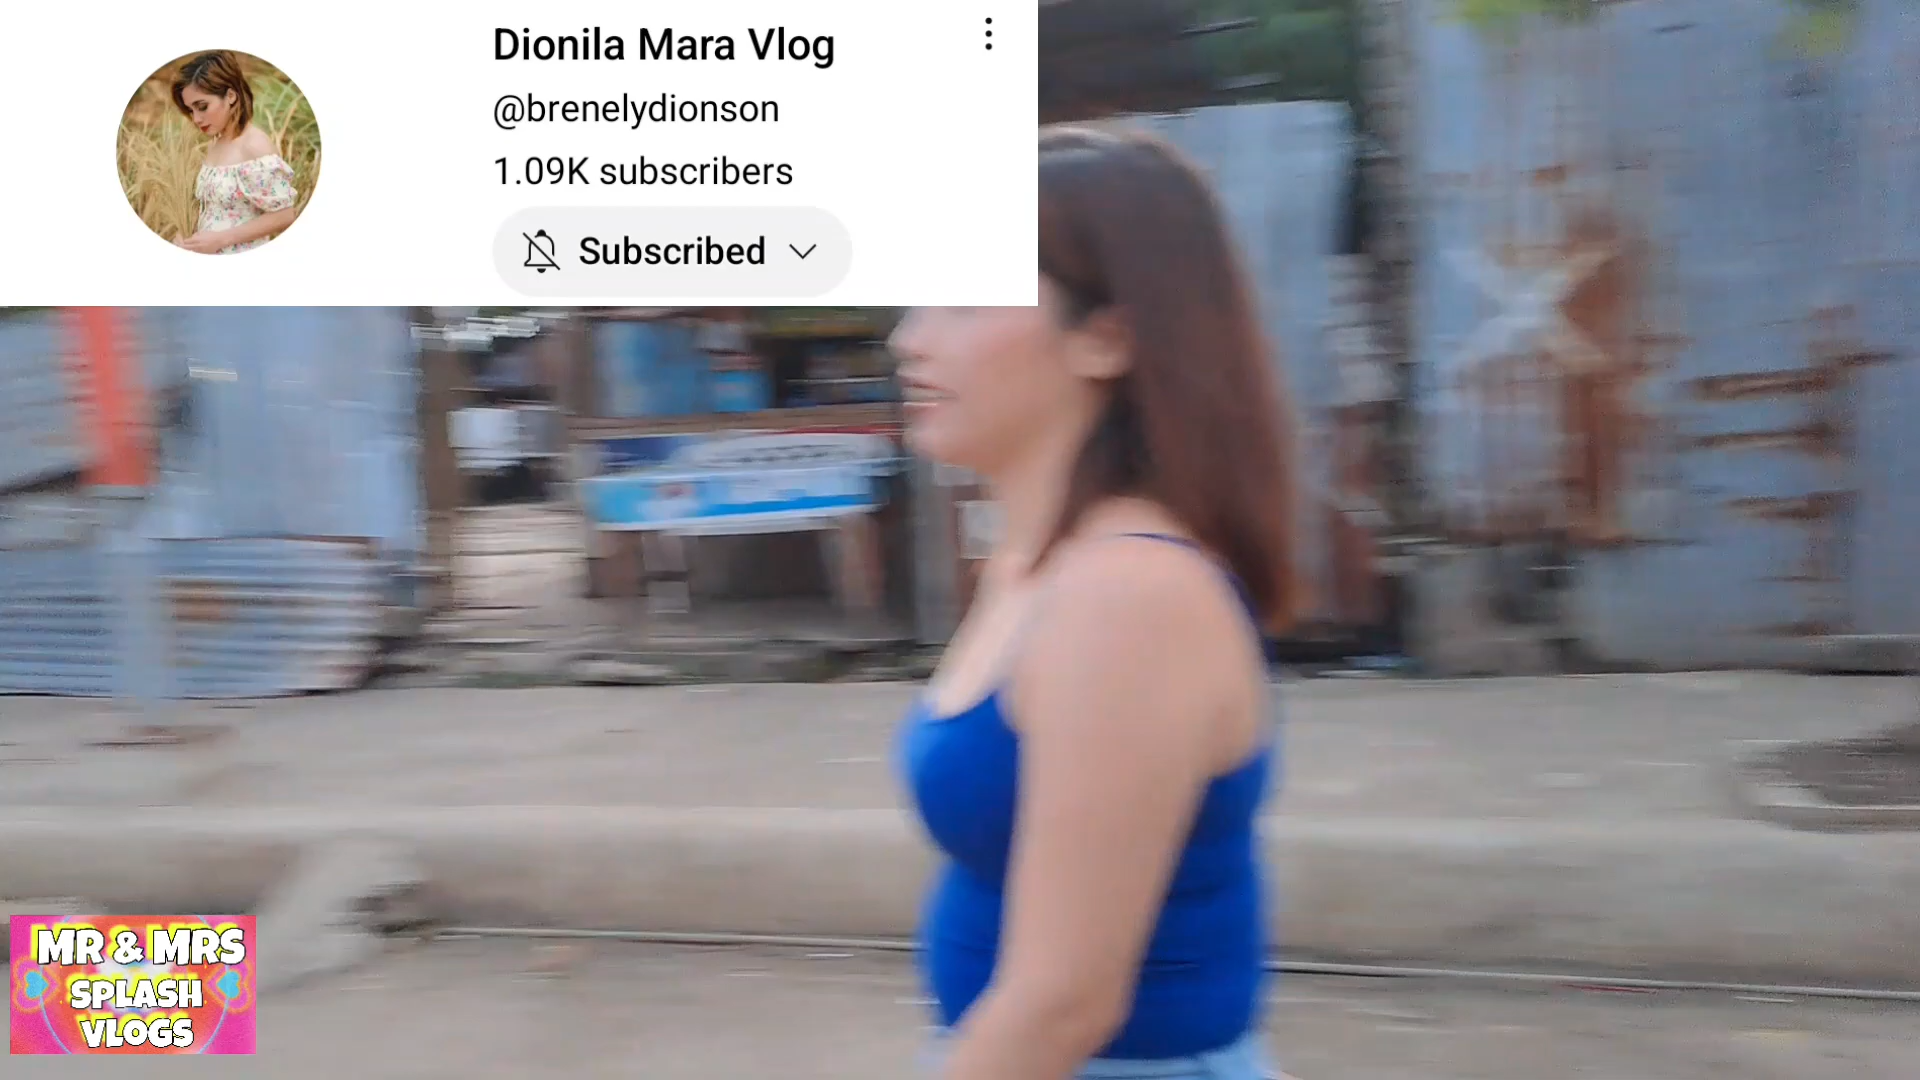 Dionila Mara Vlog
@brenelydionson
1.09K subscribers
Subscribed
MR & MRS
SPLASH
VLOGS